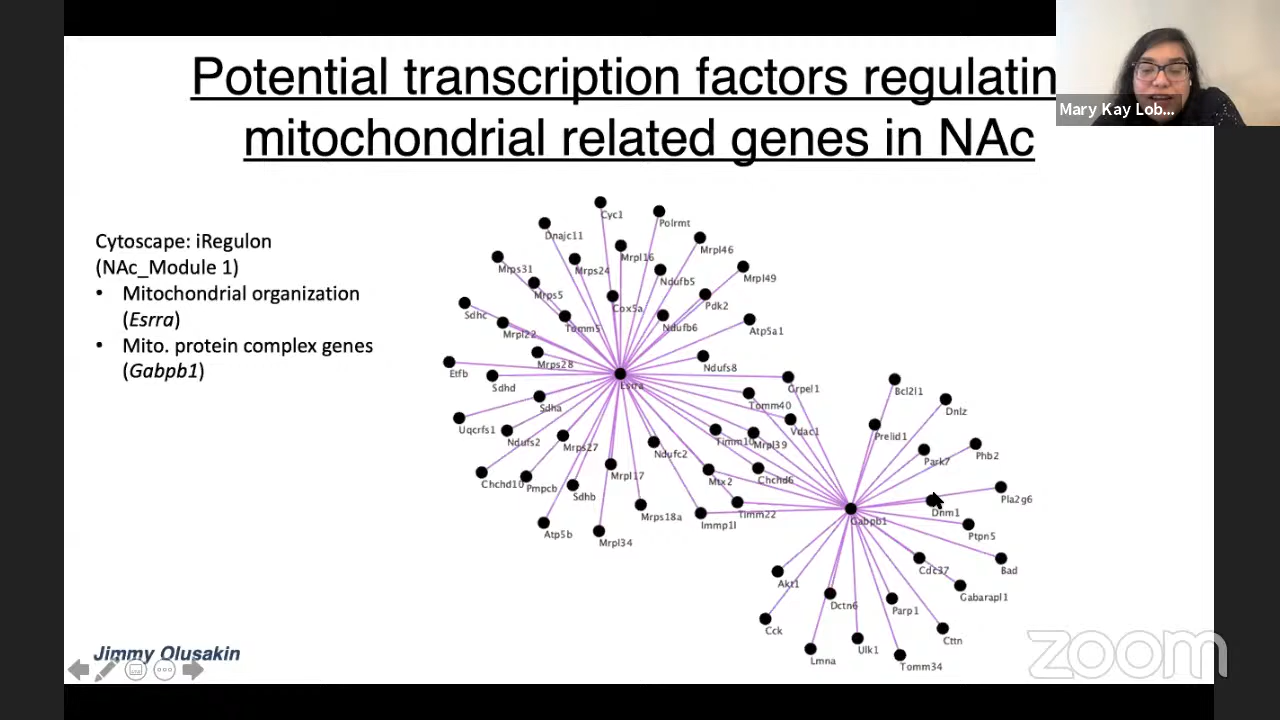 Potential transcription factors regulatin
mitochondrial related genes in NAc
Mary Kay Lob...
Cytoscape: iRegulon
(NAc_Module 1)
• Mitochondrial organization
(Esrra)
• Mito. protein complex genes
(Gabpb1)
Cyc1
Polrmt
Dnajc11
Mrpl16
Mrpl46
Mrps31
Mrps24
Ndufb5
Mrpl49
Mrps5
Cox5a
Pdk2
Sdhc
Mrpl22
Tomm5
Ndufb6
Atp5a1
Etfb
Mrps28
Ndufs8
Sdhd
Esrra
Grpel1
Bcl2l1
Sdha
Tomm40
Dnlz
Uqcrfs1
Ndufs2
Mrps27
Ndufc2
Timm10
Mrpl39
Vdac1
Prelid1
Park7
Phb2
Chchd10
Pmpcb
Sdhb
Mrpl17
Mtx2
Chchd6
Pla2g6
Mrps18a
Immp1l
Timm22
Gabpb1
Dnm1
Ptpn5
Atp5b
Mrpl34
Akt1
Cdc37
Bad
Dctn6
Parp1
Gabarapl1
Cck
Ulk1
Cttn
Lmna
Tomm34
Jimmy Olusakin
zoom